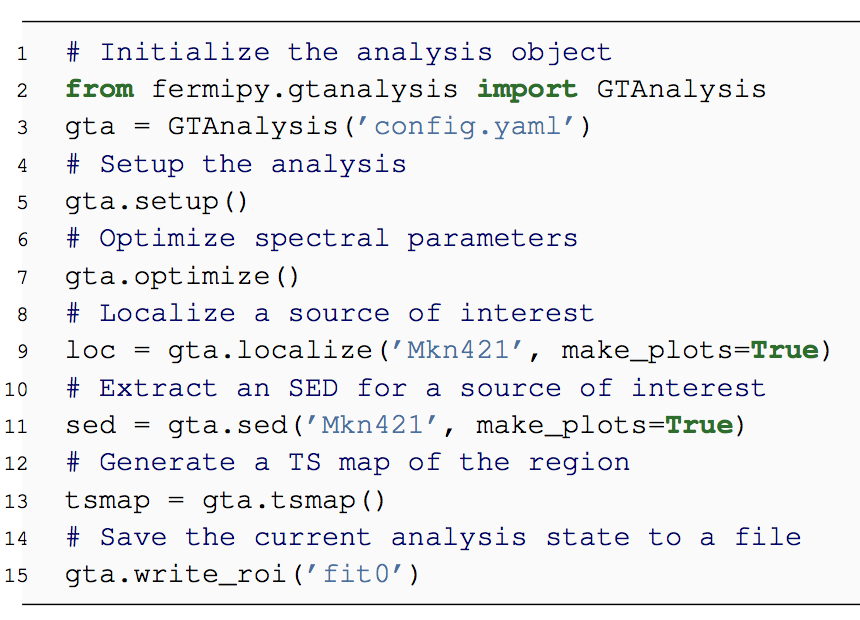 1 # Initialize the analysis object
2 from fermipy.gtanalysis import GTAnalysis
3 gta = GTAnalysis(’config.yaml’)
4 # Setup the analysis
5 gta.setup()
6 # Optimize spectral parameters
7 gta.optimize()
8 # Localize a source of interest
9 loc = gta.localize(’Mkn421’, make_plots=True)
10 # Extract an SED for a source of interest
11 sed = gta.sed(’Mkn421’, make_plots=True)
12 # Generate a TS map of the region
13 tsmap = gta.tsmap()
14 # Save the current analysis state to a file
15 gta.write_roi(’fit0’)